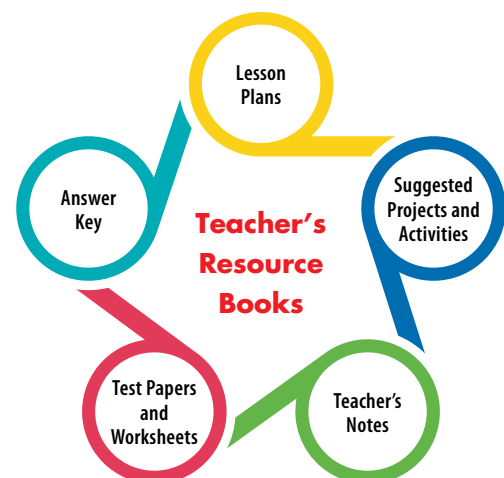 Lesson
Plans
Suggested
Projects and
Activities
Answer
Key
Teacher's
Resource
Books
Test Papers
and
Worksheets
Teacher's
Notes